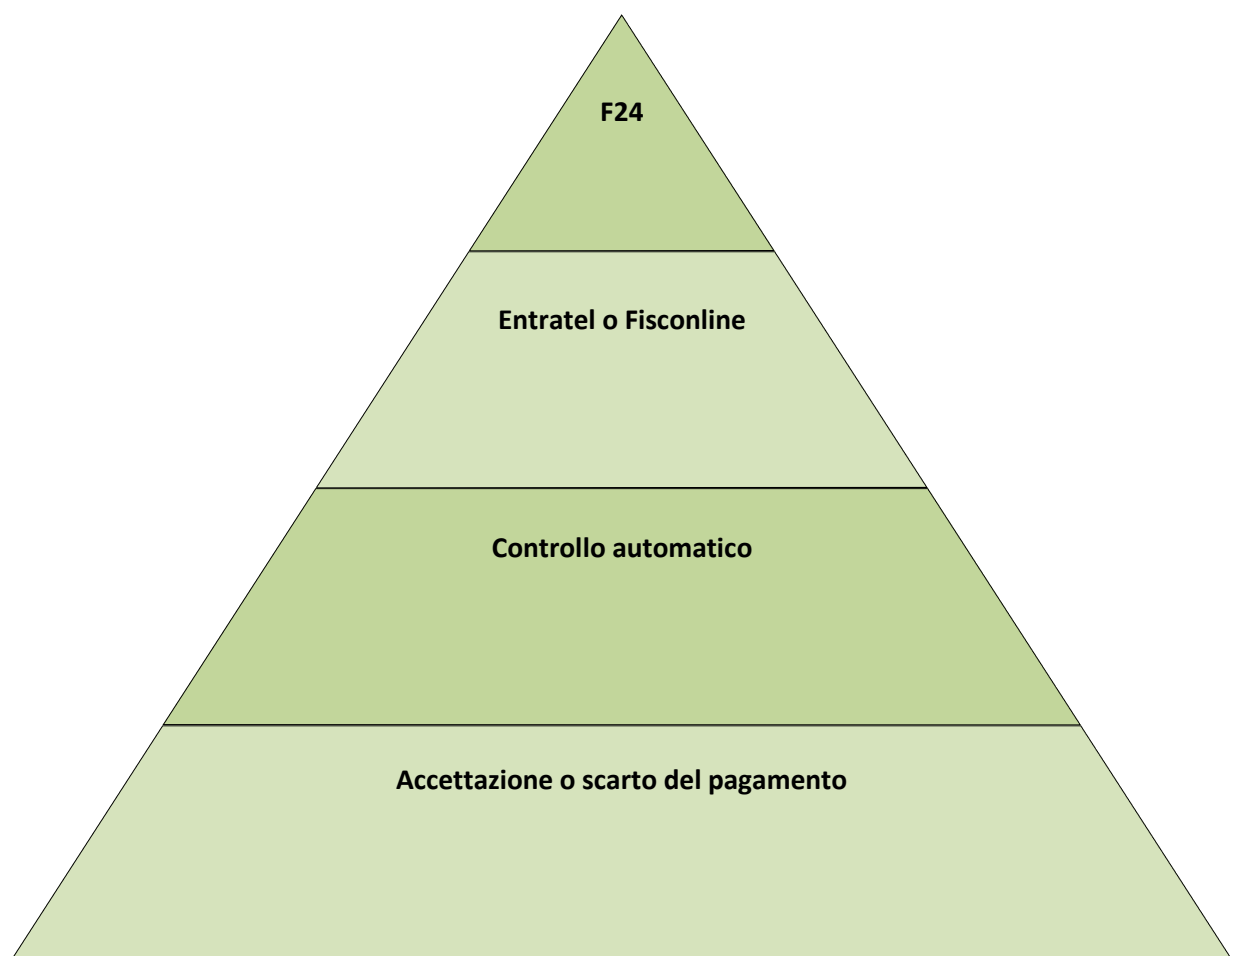 F24
Entratel o Fisconline
Controllo automatico
Accettazione o scarto del pagamento